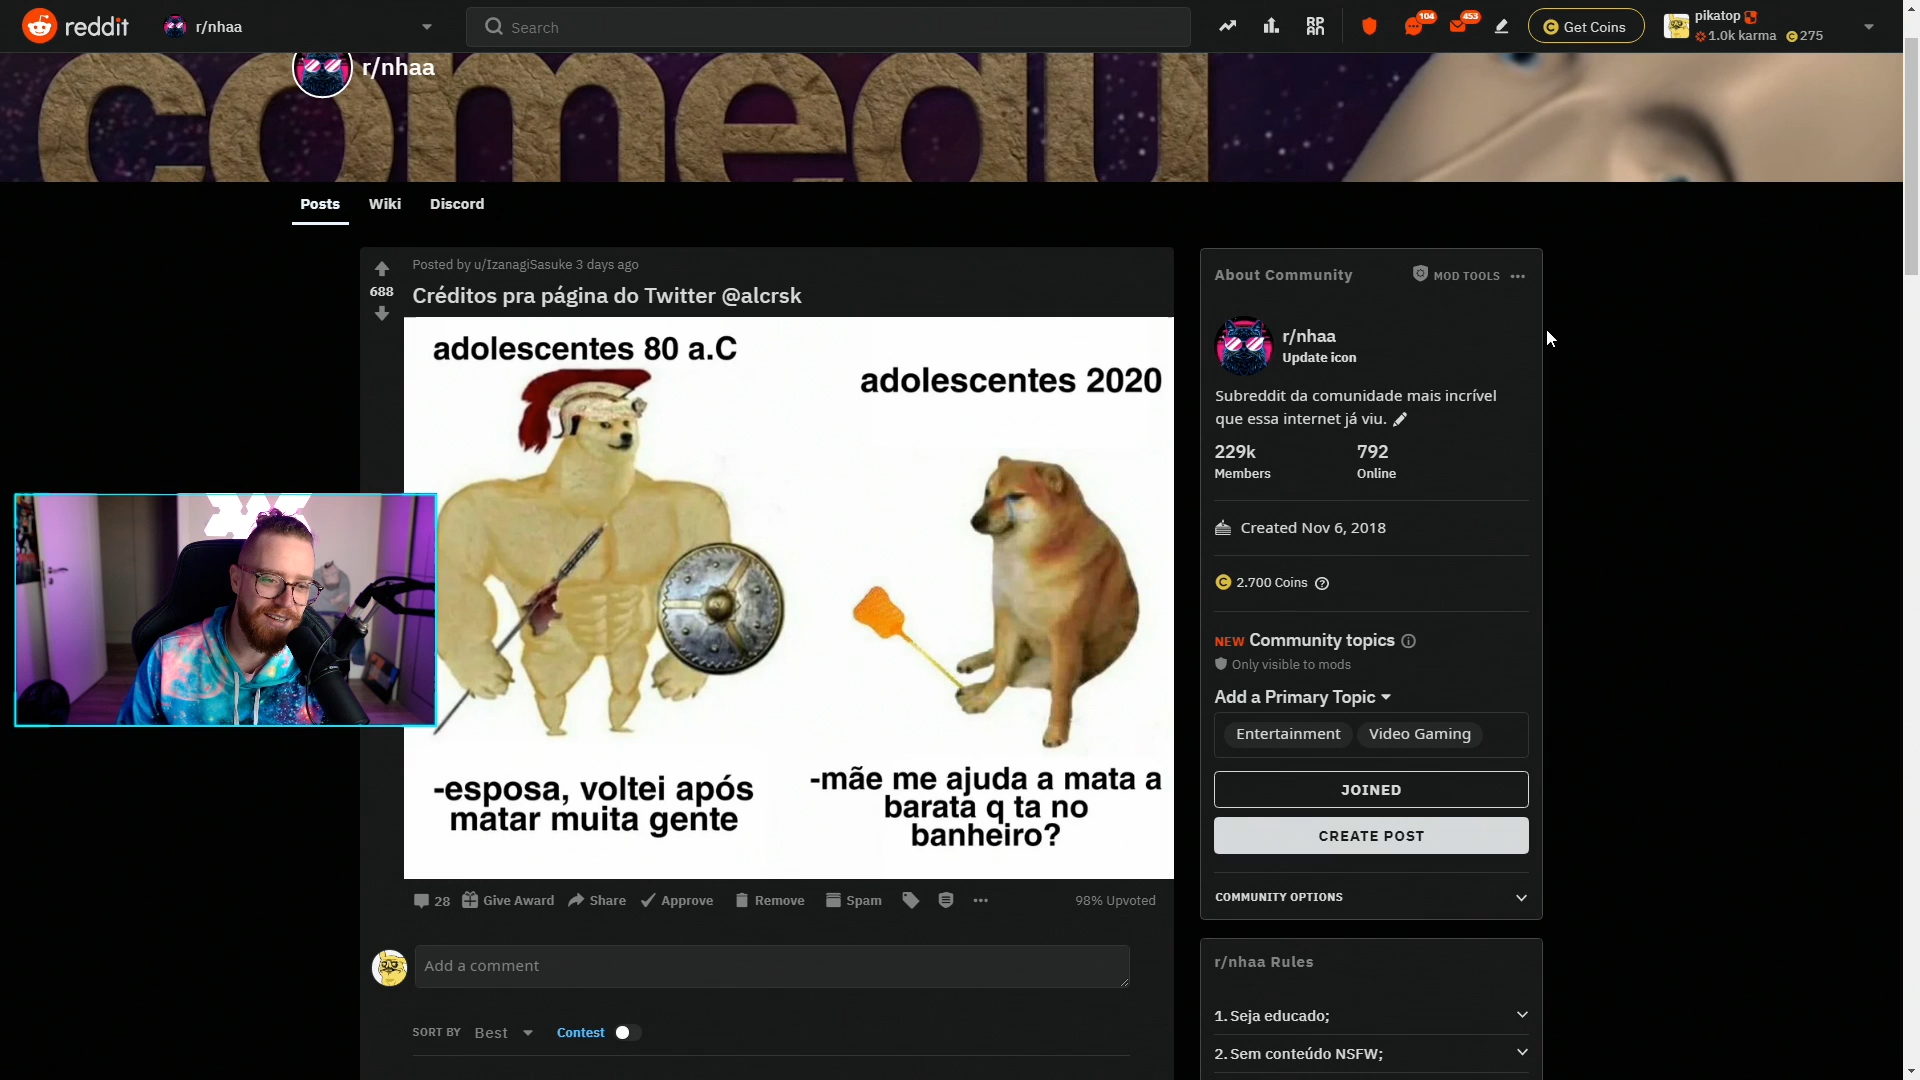 reddit
r/nhaa
Search
RP
AN
104
453
Get Coins
pikatop
1.0k karma
275
comedy
r/nhaa
Posts
Wiki
Discord
Posted by u/IzanagiSasuke 3 days ago
688
Créditos pra página do Twitter @alcrsk
adolescentes 80 a.C
adolescentes 2020
-esposa, voltei após
matar muita gente
-mãe me ajuda a mata a
barata q ta no
banheiro?
28
Give Award
Share
Approve
Remove
Spam
98% Upvoted
Add a comment
SORT BY
Best
Contest
About Community
MOD TOOLS
r/nhaa
Update icon
Subreddit da comunidade mais incrível
que essa internet já viu.
229k
792
Members
Online
Created Nov 6, 2018
2.700 Coins
NEW Community topics
Only visible to mods
Add a Primary Topic
Entertainment
Video Gaming
JOINED
CREATE POST
COMMUNITY OPTIONS
r/nhaa Rules
1. Seja educado;
2. Sem conteúdo NSFW;